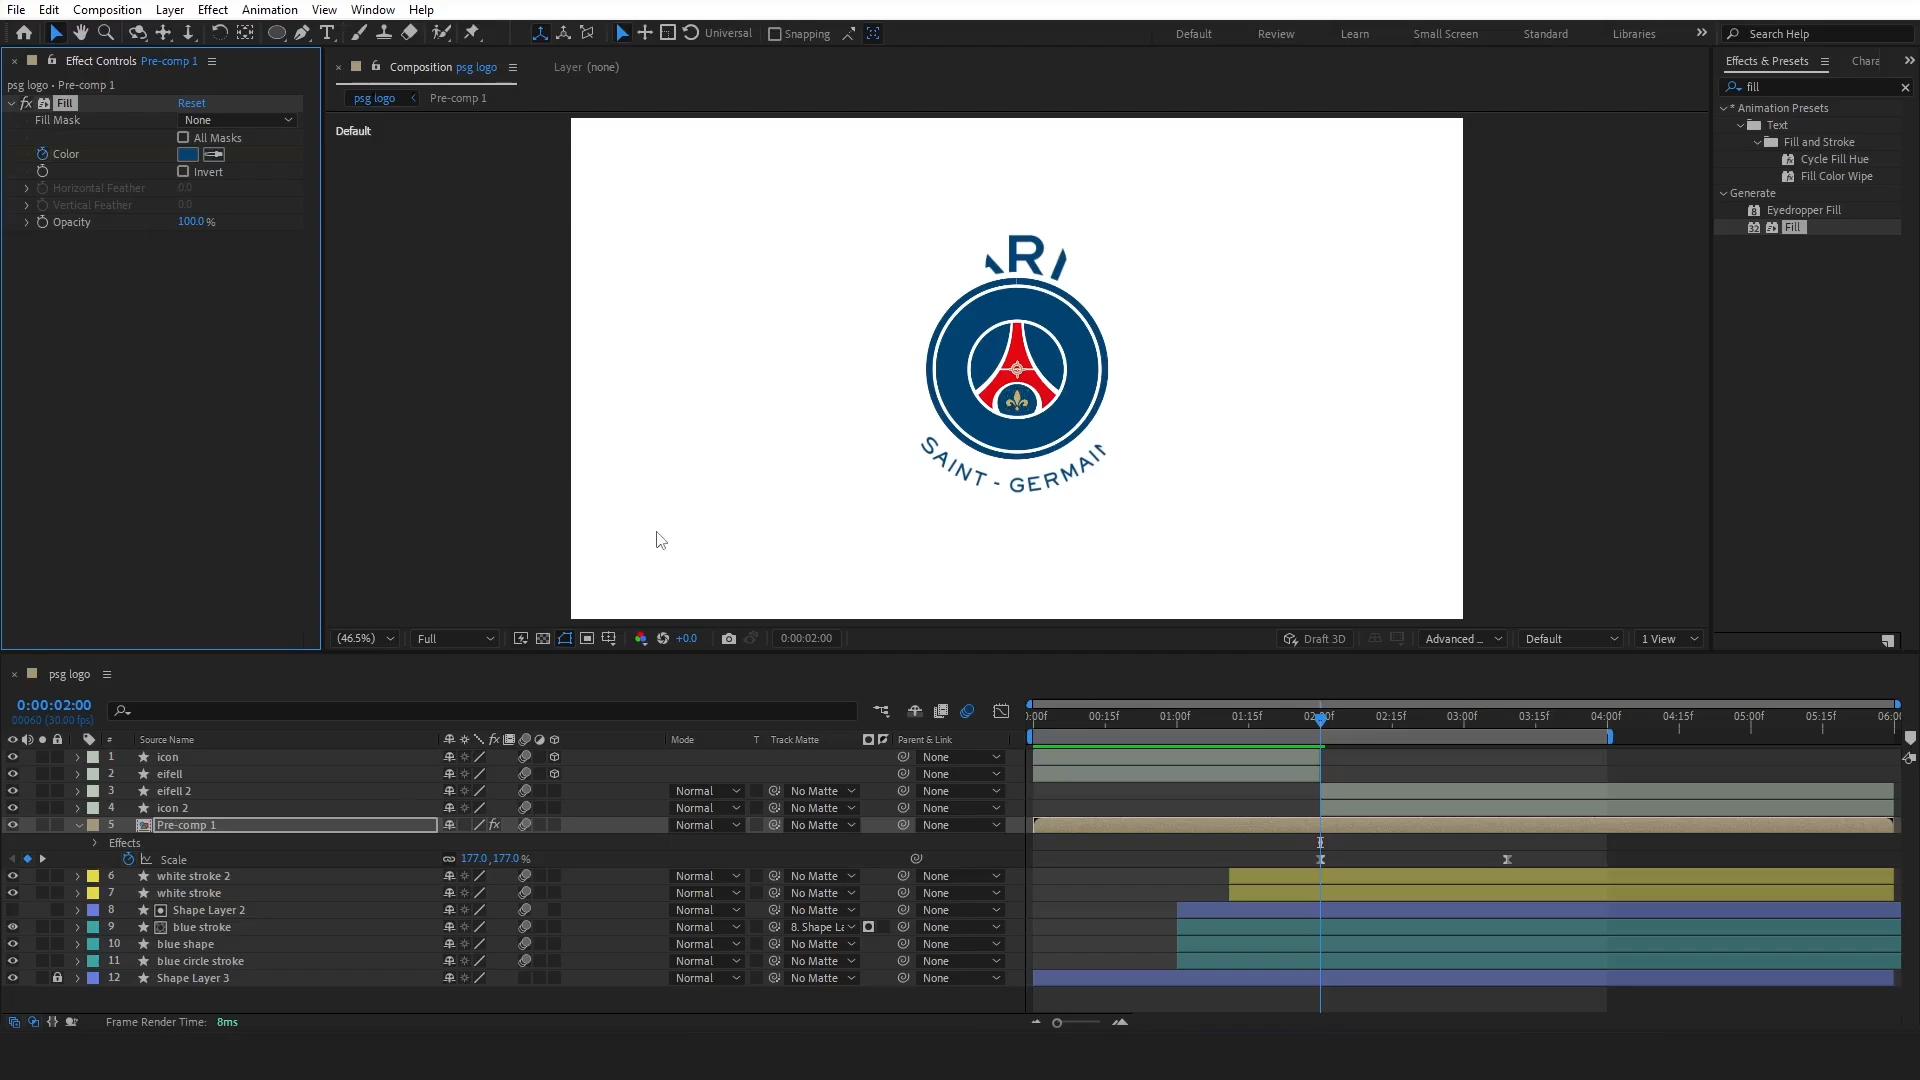 File Edit Composition Layer Effect Animation View Window Help
Universal Snapping Default Review Learn Small Screen Standard Libraries Search Help
Effect Controls Pre-comp 1
psg logo • Pre-comp 1
fx Fill Reset
Fill Mask None
All Masks
Color
Invert
Horizontal Feather 0.0
Vertical Feather 0.0
Opacity 100.0 %
Composition psg logo
Layer (none)
psg logo Pre-comp 1
Default
SAINT - GERMAIN
(46.5%) Full +0.0 0:00:02:00 Draft 3D Advanced ... Default 1 View
Effects & Presets Chara
fill
* Animation Presets
Text
Fill and Stroke
Cycle Fill Hue
Fill Color Wipe
Generate
Eyedropper Fill
32 Fill
psg logo
0:00:02:00
00060 (30.00 fps)
:00f 00:15f 01:00f 01:15f 02:00f 02:15f 03:00f 03:15f 04:00f 04:15f 05:00f 05:15f 06:00
# Source Name fx Mode T Track Matte Parent & Link
1 icon None
2 eifell None
3 eifell 2 Normal No Matte None
4 icon 2 Normal No Matte None
5 Pre-comp 1 fx Normal No Matte None
Effects
Scale 177.0, 177.0 %
6 white stroke 2 Normal No Matte None
7 white stroke Normal No Matte None
8 Shape Layer 2 Normal No Matte None
9 blue stroke Normal 8. Shape La None
10 blue shape Normal No Matte None
11 blue circle stroke Normal No Matte None
12 Shape Layer 3 Normal No Matte None
Frame Render Time: 8ms